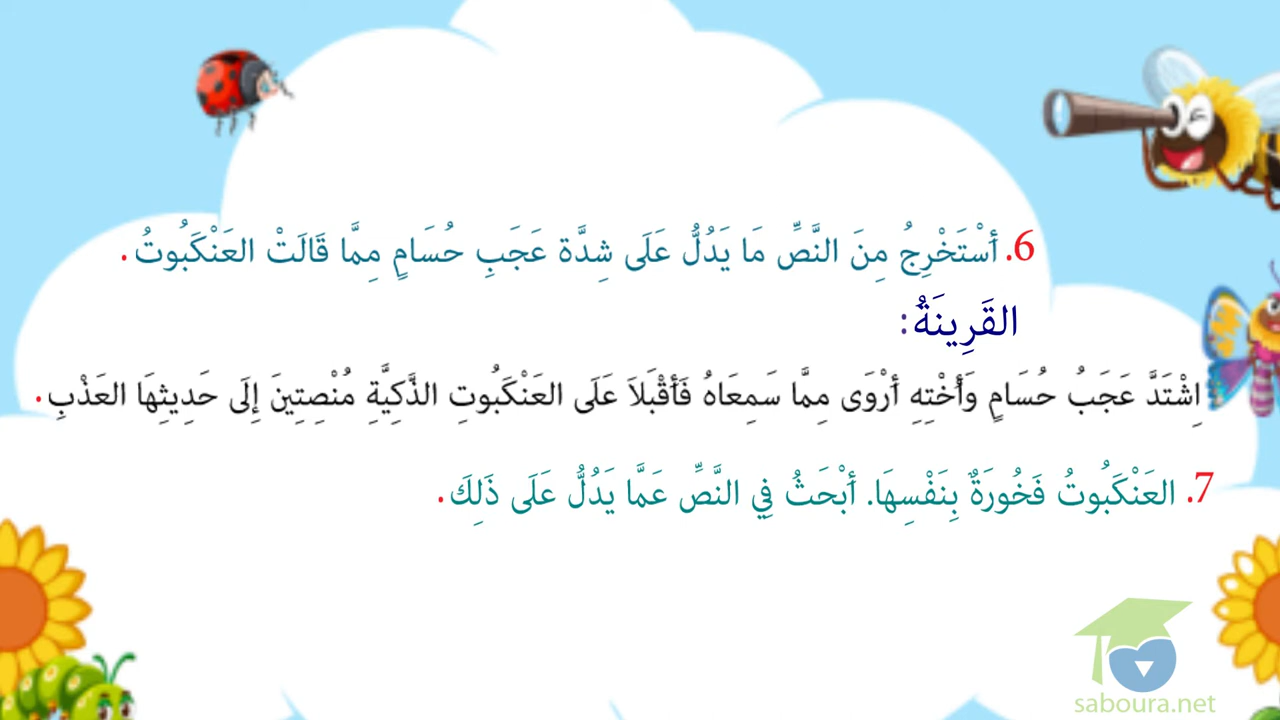 6. أَسْتَخْرِجُ مِنَ النَّصِّ مَا يَدُلُّ عَلَى شِدَّة عَجَبِ حُسَامٍ مِمَّا قَالَتْ العَنْكَبُوتُ.
القَرِينَةُ:
اِشْتَدَّ عَجَبُ حُسَامٍ وَأُخْتِهِ أَرْوَى مِمَّا سَمِعَاهُ فَأَقْبَلاَ عَلَى العَنْكَبُوتِ الذَّكِيَّةِ مُنْصِتِينَ إِلَى حَدِيثِهَا العَذْبِ.
7. العَنْكَبُوتُ فَخُورَةٌ بِنَفْسِهَا. أَبْحَثُ فِي النَّصِّ عَمَّا يَدُلُّ عَلَى ذَلِكَ.
saboura.net